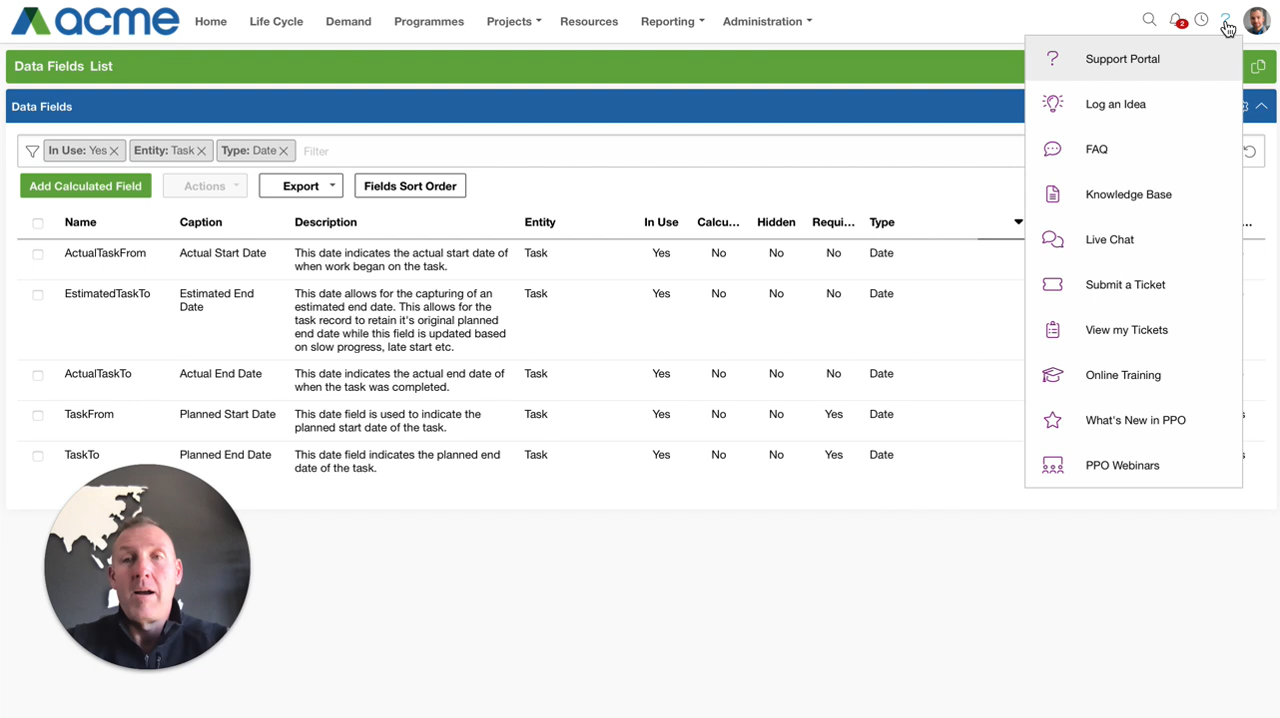 acme
Home
Life Cycle
Demand
Programmes
Projects
Resources
Reporting
Administration
2
?
Data Fields List
Data Fields
In Use: Yes
Entity: Task
Type: Date
Filter
Add Calculated Field
Actions
Export
Fields Sort Order
Name
Caption
Description
Entity
In Use
Calcu...
Hidden
Requi...
Type
...
ActualTaskFrom
Actual Start Date
This date indicates the actual start date of
when work began on the task.
Task
Yes
No
No
No
Date
EstimatedTaskTo
Estimated End
Date
This date allows for the capturing of an
estimated end date. This allows for the
task record to retain it's original planned
end date while this field is updated based
on slow progress, late start etc.
Task
Yes
No
No
No
Date
ActualTaskTo
Actual End Date
This date indicates the actual end date of
when the task was completed.
Task
Yes
No
No
No
Date
TaskFrom
Planned Start Date
This date field is used to indicate the
planned start date of the task.
Task
Yes
No
No
Yes
Date
TaskTo
Planned End Date
This date field indicates the planned end
date of the task.
Task
Yes
No
No
Yes
Date
? Support Portal
Log an Idea
FAQ
Knowledge Base
Live Chat
Submit a Ticket
View my Tickets
Online Training
What's New in PPO
PPO Webinars